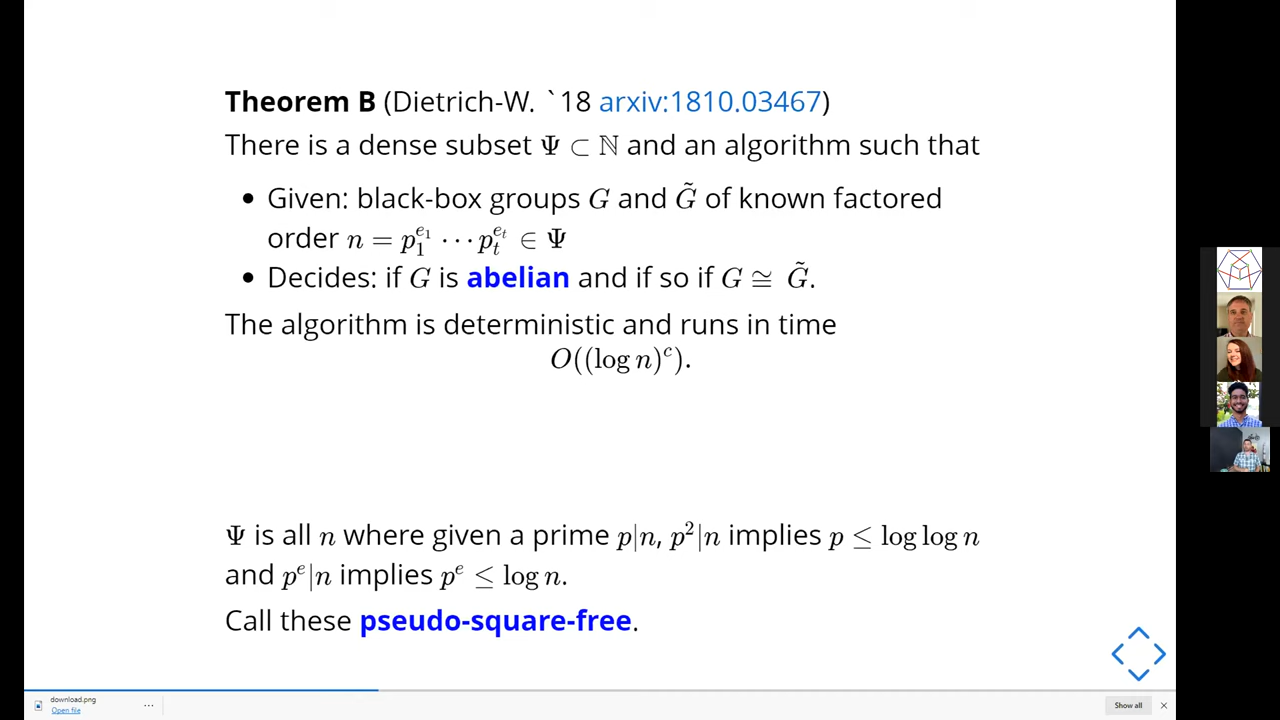 Theorem B (Dietrich-W. `18 arxiv:1810.03467)
There is a dense subset Ψ ⊂ ℕ and an algorithm such that
• Given: black-box groups G and G̃ of known factored
order n = p₁^{e₁} ⋯ pₜ^{eₜ} ∈ Ψ
• Decides: if G is abelian and if so if G ≅ G̃.
The algorithm is deterministic and runs in time
O((log n)^c).
Ψ is all n where given a prime p|n, p²|n implies p ≤ log log n
and p^e|n implies p^e ≤ log n.
Call these pseudo-square-free.
download.png
Open file
...
Show all